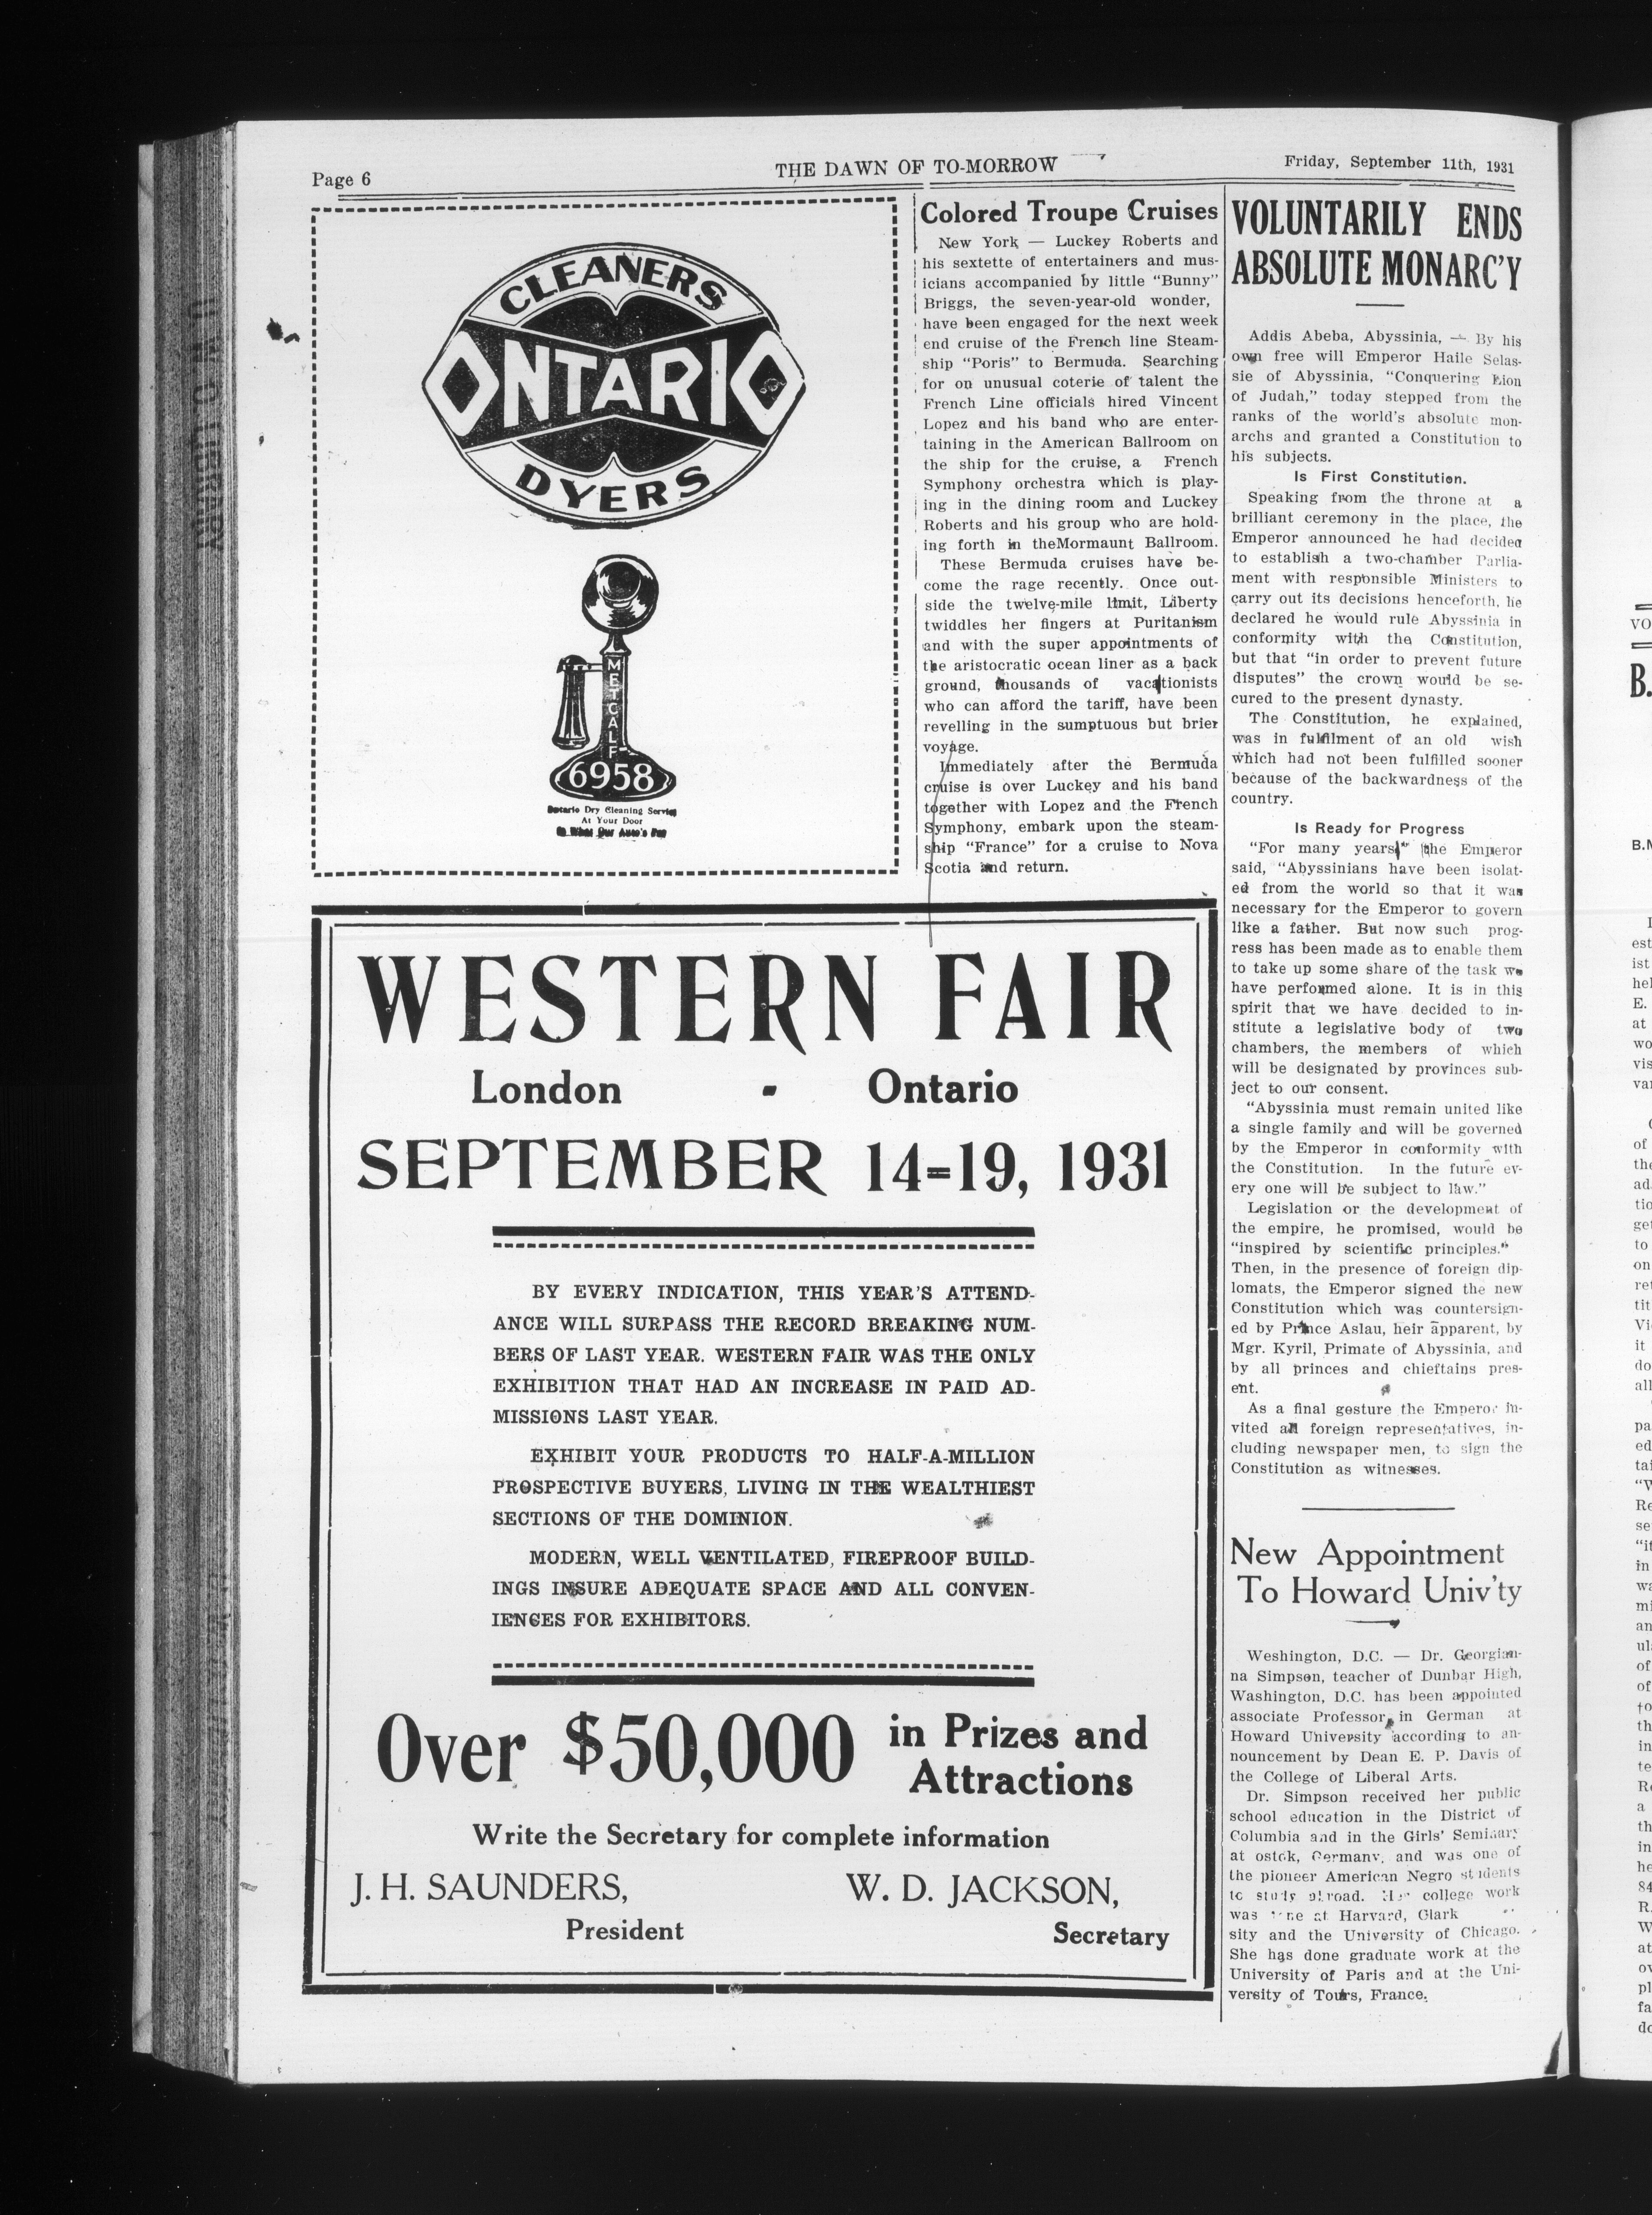 Page 6
THE DAWN OF TO-MORROW
Friday, September 11th, 1931
CLEANERS
ONTARIO
DYERS
METCALF
6958
Ontario Dry Cleaning Service
At Your Door
Colored Troupe Cruises
New York — Luckey Roberts and
his sextette of entertainers and mus-
icians accompanied by little "Bunny"
Briggs, the seven-year-old wonder,
have been engaged for the next week
end cruise of the French line Steam-
ship "Poris" to Bermuda. Searching
for on unusual coterie of talent the
French Line officials hired Vincent
Lopez and his band who are enter-
taining in the American Ballroom on
the ship for the cruise, a French
Symphony orchestra which is play-
ing in the dining room and Luckey
Roberts and his group who are hold-
ing forth in theMormaunt Ballroom.
These Bermuda cruises have be-
come the rage recently. Once out-
side the twelve-mile limit, Liberty
twiddles her fingers at Puritanism
and with the super appointments of
the aristocratic ocean liner as a back
ground, thousands of vacationists
who can afford the tariff, have been
revelling in the sumptuous but brier
voyage.
Immediately after the Bermuda
cruise is over Luckey and his band
together with Lopez and the French
Symphony, embark upon the steam-
ship "France" for a cruise to Nova
Scotia and return.
WESTERN FAIR
London - Ontario
SEPTEMBER 14=19, 1931
BY EVERY INDICATION, THIS YEAR'S ATTEND-
ANCE WILL SURPASS THE RECORD BREAKING NUM-
BERS OF LAST YEAR. WESTERN FAIR WAS THE ONLY
EXHIBITION THAT HAD AN INCREASE IN PAID AD-
MISSIONS LAST YEAR.
EXHIBIT YOUR PRODUCTS TO HALF-A-MILLION
PROSPECTIVE BUYERS, LIVING IN THE WEALTHIEST
SECTIONS OF THE DOMINION.
MODERN, WELL VENTILATED, FIREPROOF BUILD-
INGS INSURE ADEQUATE SPACE AND ALL CONVEN-
IENCES FOR EXHIBITORS.
Over $50,000 in Prizes and
Attractions
Write the Secretary for complete information
J. H. SAUNDERS,
President
W. D. JACKSON,
Secretary
VOLUNTARILY ENDS
ABSOLUTE MONARC'Y
Addis Abeba, Abyssinia, — By his
own free will Emperor Haile Selas-
sie of Abyssinia, "Conquering Lion
of Judah," today stepped from the
ranks of the world's absolute mon-
archs and granted a Constitution to
his subjects.
Is First Constitution.
Speaking from the throne at a
brilliant ceremony in the place, the
Emperor announced he had decided
to establish a two-chamber Parlia-
ment with responsible Ministers to
carry out its decisions henceforth, he
declared he would rule Abyssinia in
conformity with the Constitution,
but that "in order to prevent future
disputes" the crown would be se-
cured to the present dynasty.
The Constitution, he explained,
was in fulfilment of an old wish
which had not been fulfilled sooner
because of the backwardness of the
country.
Is Ready for Progress
"For many years," the Emperor
said, "Abyssinians have been isolat-
ed from the world so that it was
necessary for the Emperor to govern
like a father. But now such prog-
ress has been made as to enable them
to take up some share of the task we
have performed alone. It is in this
spirit that we have decided to in-
stitute a legislative body of two
chambers, the members of which
will be designated by provinces sub-
ject to our consent.
"Abyssinia must remain united like
a single family and will be governed
by the Emperor in conformity with
the Constitution. In the future ev-
ery one will be subject to law."
Legislation or the development of
the empire, he promised, would be
"inspired by scientific principles."
Then, in the presence of foreign dip-
lomats, the Emperor signed the new
Constitution which was countersign-
ed by Prince Aslau, heir apparent, by
Mgr. Kyril, Primate of Abyssinia, and
by all princes and chieftains pres-
ent.
As a final gesture the Emperor in-
vited all foreign representatives, in-
cluding newspaper men, to sign the
Constitution as witnesses.
New Appointment
To Howard Univ'ty
Weshington, D.C. — Dr. Georgian-
na Simpson, teacher of Dunbar High,
Washington, D.C. has been appointed
associate Professor in German at
Howard University according to an-
nouncement by Dean E. P. Davis of
the College of Liberal Arts.
Dr. Simpson received her public
school education in the District of
Columbia and in the Girls' Seminary
at ostok, Germany, and was one of
the pioneer American Negro students
to study abroad. Her college work
was at Harvard, Clark
sity and the University of Chicago.
She has done graduate work at the
University of Paris and at the Uni-
versity of Tours, France.